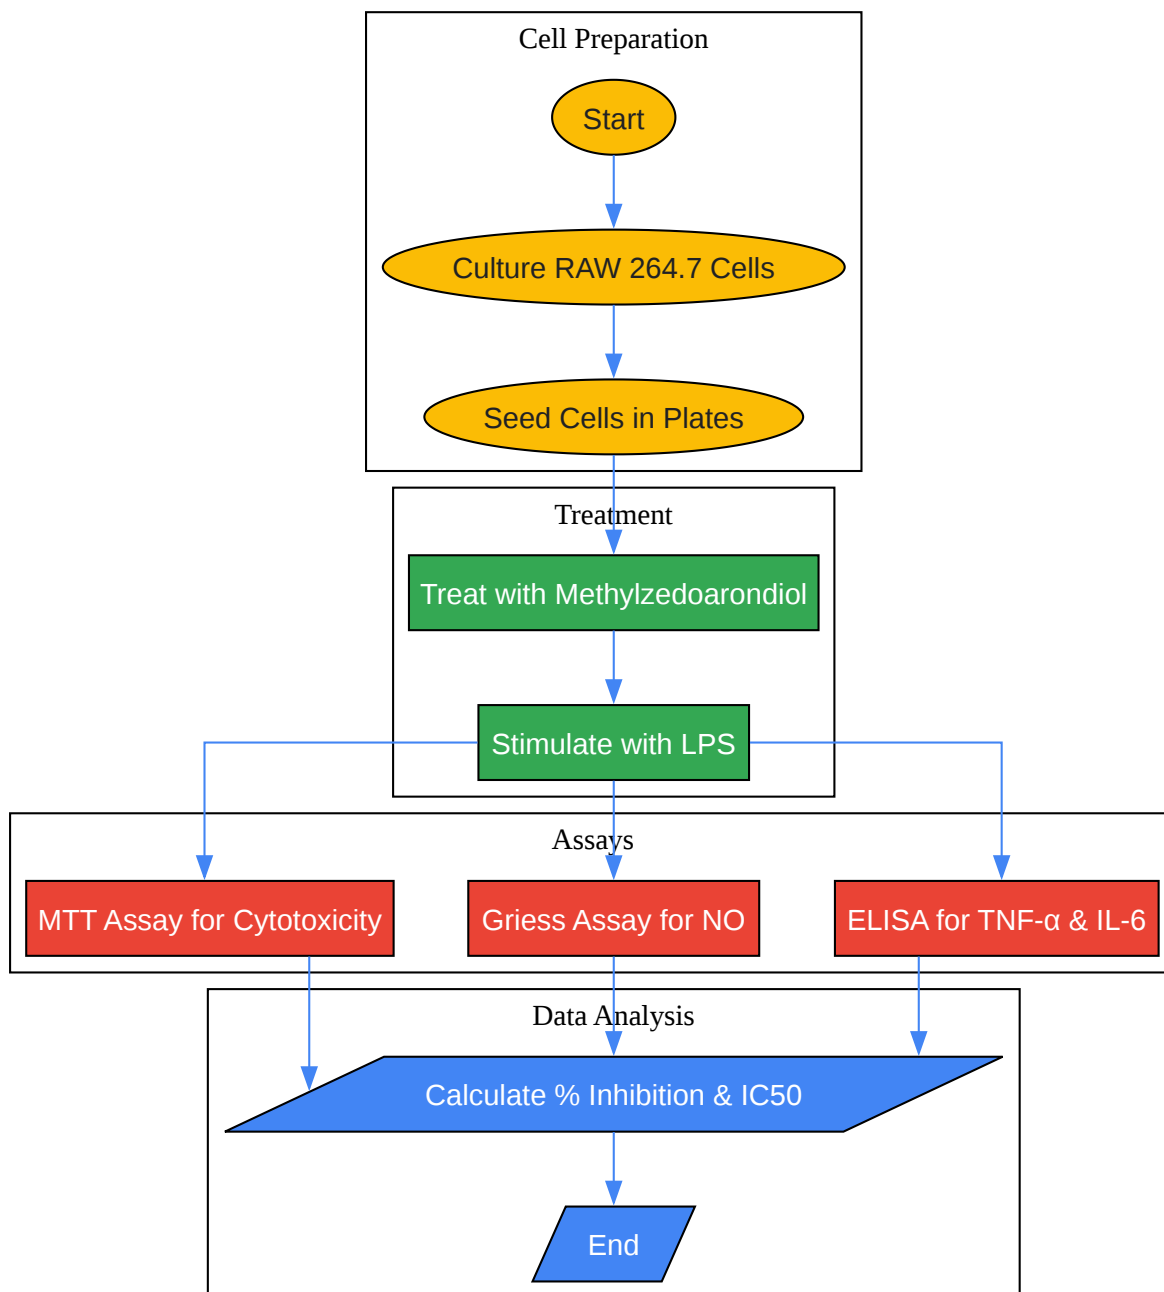 Cell Preparation
Start
Culture RAW 264.7 Cells
Seed Cells in Plates
Treatment
Treat with Methylzedoarondiol
Stimulate with LPS
Assays
MTT Assay for Cytotoxicity
Griess Assay for NO
ELISA for TNF-α & IL-6
Data Analysis
Calculate % Inhibition & IC50
End